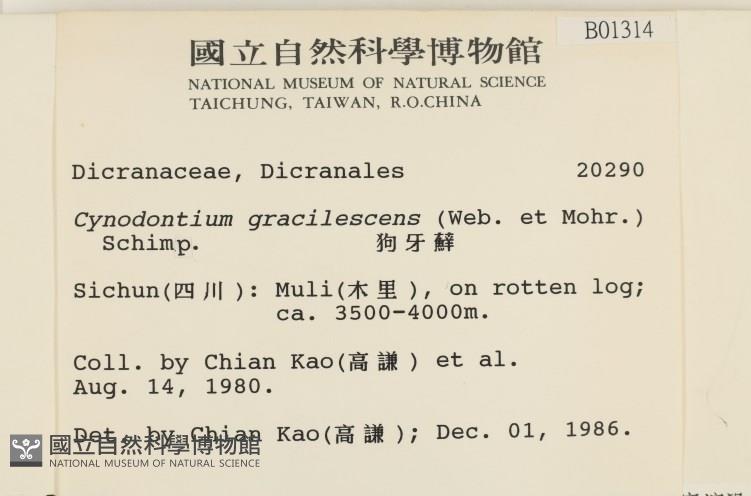 B01314
國立自然科學博物館
NATIONAL MUSEUM OF NATURAL SCIENCE
TAICHUNG, TAIWAN, R.O.CHINA
Dicranaceae, Dicranales 20290
Cynodontium gracilescens (Web. et Mohr.)
Schimp. 狗牙蘚
Sichun(四川): Muli(木里), on rotten log;
ca. 3500-4000m.
Coll. by Chian Kao(高謙) et al.
Aug. 14, 1980.
Det. by Chian Kao(高謙); Dec. 01, 1986.
國立自然科學博物館
NATIONAL MUSEUM OF NATURAL SCIENCE